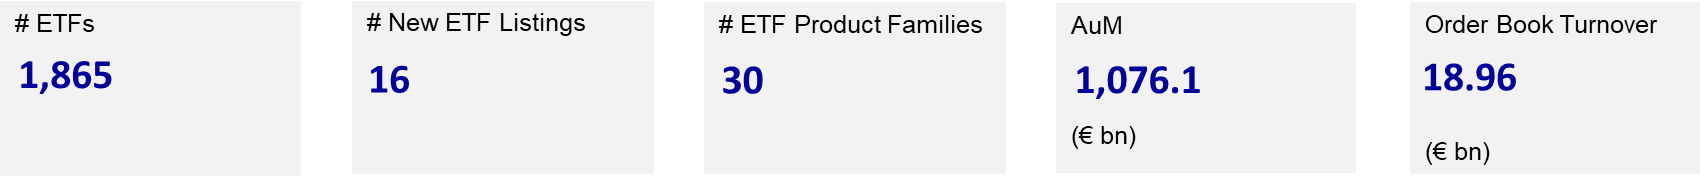 # ETFs
1,865
# New ETF Listings
16
# ETF Product Families
30
AuM
1,076.1
(€ bn)
Order Book Turnover
18.96
(€ bn)